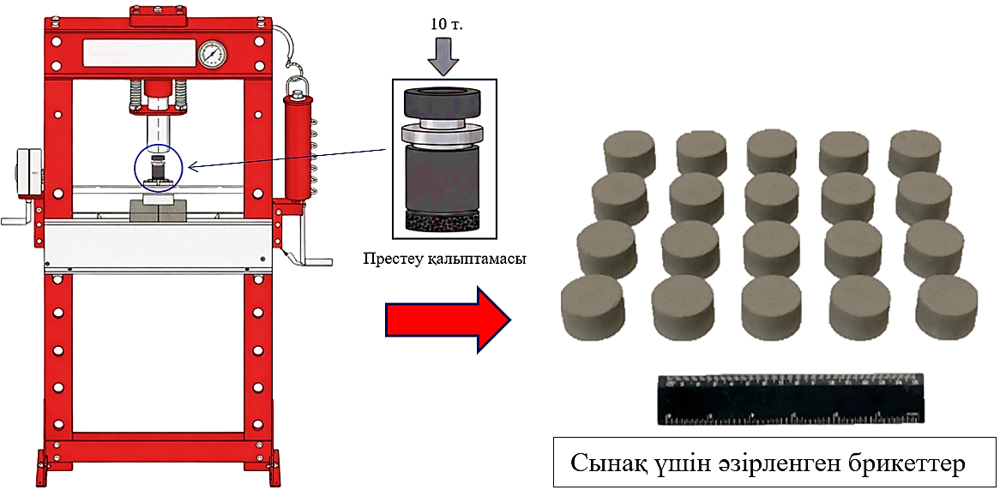 10 т.
Престеу қалыптамасы
Сынақ үшін әзірленген брикеттер